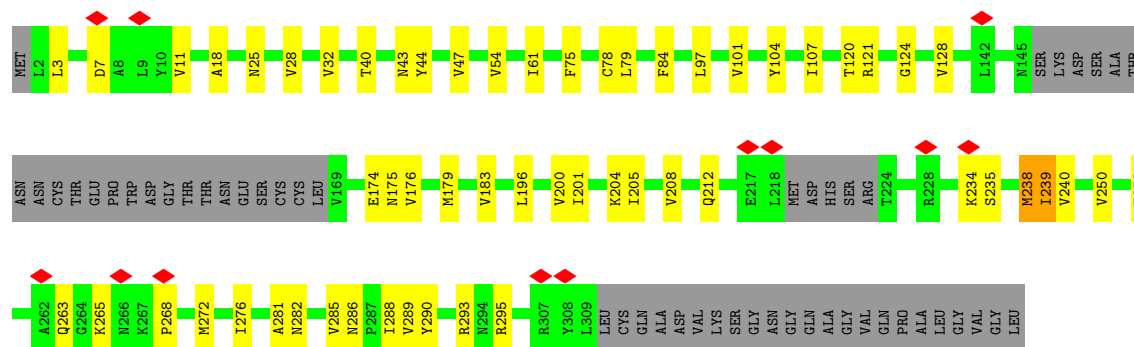 MET L2 L3 D7 A8 L9 Y10 V11 A18 N25 V28 V32 T40 N43 Y44 V47 V54 I61 F75 C78 L79 F84 L97 V101 Y104 I107 T120 R121 G124 V128 L142 N145 SER LYS ASP SER ALA THR
ASN ASN CYS THR GLU PRO TRP ASP GLY THR THR ASN GLU SER CYS CYS LEU V169 E174 N175 V176 M179 V183 L196 V200 I201 K204 I205 V208 Q212 E217 L218 MET ASP HIS SER ARG T224 R228 K234 S235 M238 I239 V240 V250
A262 Q263 G264 K265 N266 K267 P268 M272 I276 A281 N282 V285 N286 P287 I288 V289 Y290 R293 N294 R295 R307 Y308 L309 LEU CYS GLN ALA ASP VAL LYS SER GLY ASN GLY GLN ALA GLY VAL GLN PRO ALA LEU GLY VAL GLY LEU